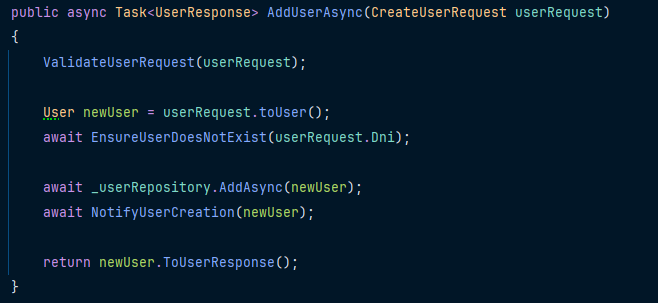 public async Task<UserResponse> AddUserAsync(CreateUserRequest userRequest)
{
    ValidateUserRequest(userRequest);

    User newUser = userRequest.toUser();
    await EnsureUserDoesNotExist(userRequest.Dni);

    await _userRepository.AddAsync(newUser);
    await NotifyUserCreation(newUser);

    return newUser.ToUserResponse();
}